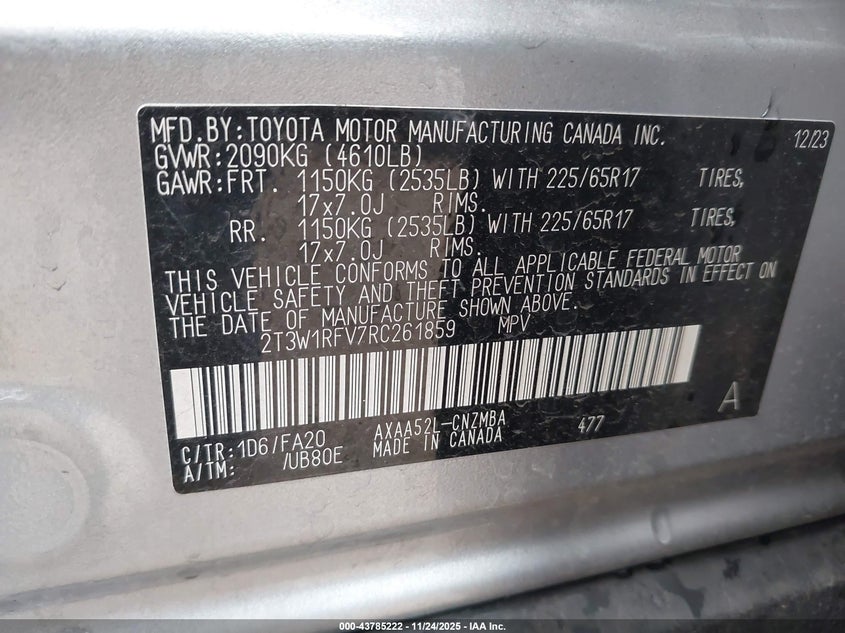 MFD.BY:TOYOTA MOTOR MANUFACTURING CANADA INC. 12/23
GVWR:2090KG (4610LB)
GAWR:FRT. 1150KG (2535LB) WITH 225/65R17 TIRES,
17x7.0J RIMS.
RR. 1150KG (2535LB) WITH 225/65R17 TIRES,
17x7.0J RIMS.
THIS VEHICLE CONFORMS TO ALL APPLICABLE FEDERAL MOTOR
VEHICLE SAFETY AND THEFT PREVENTION STANDARDS IN EFFECT ON
THE DATE OF MANUFACTURE SHOWN ABOVE.
2T3W1RFV7RC261859 MPV
A
C/TR:1D6/FA20 AXAA52L-CNZMBA 477
A/TM: /UB80E MADE IN CANADA
000-43785222 - 11/24/2025 - IAA Inc.